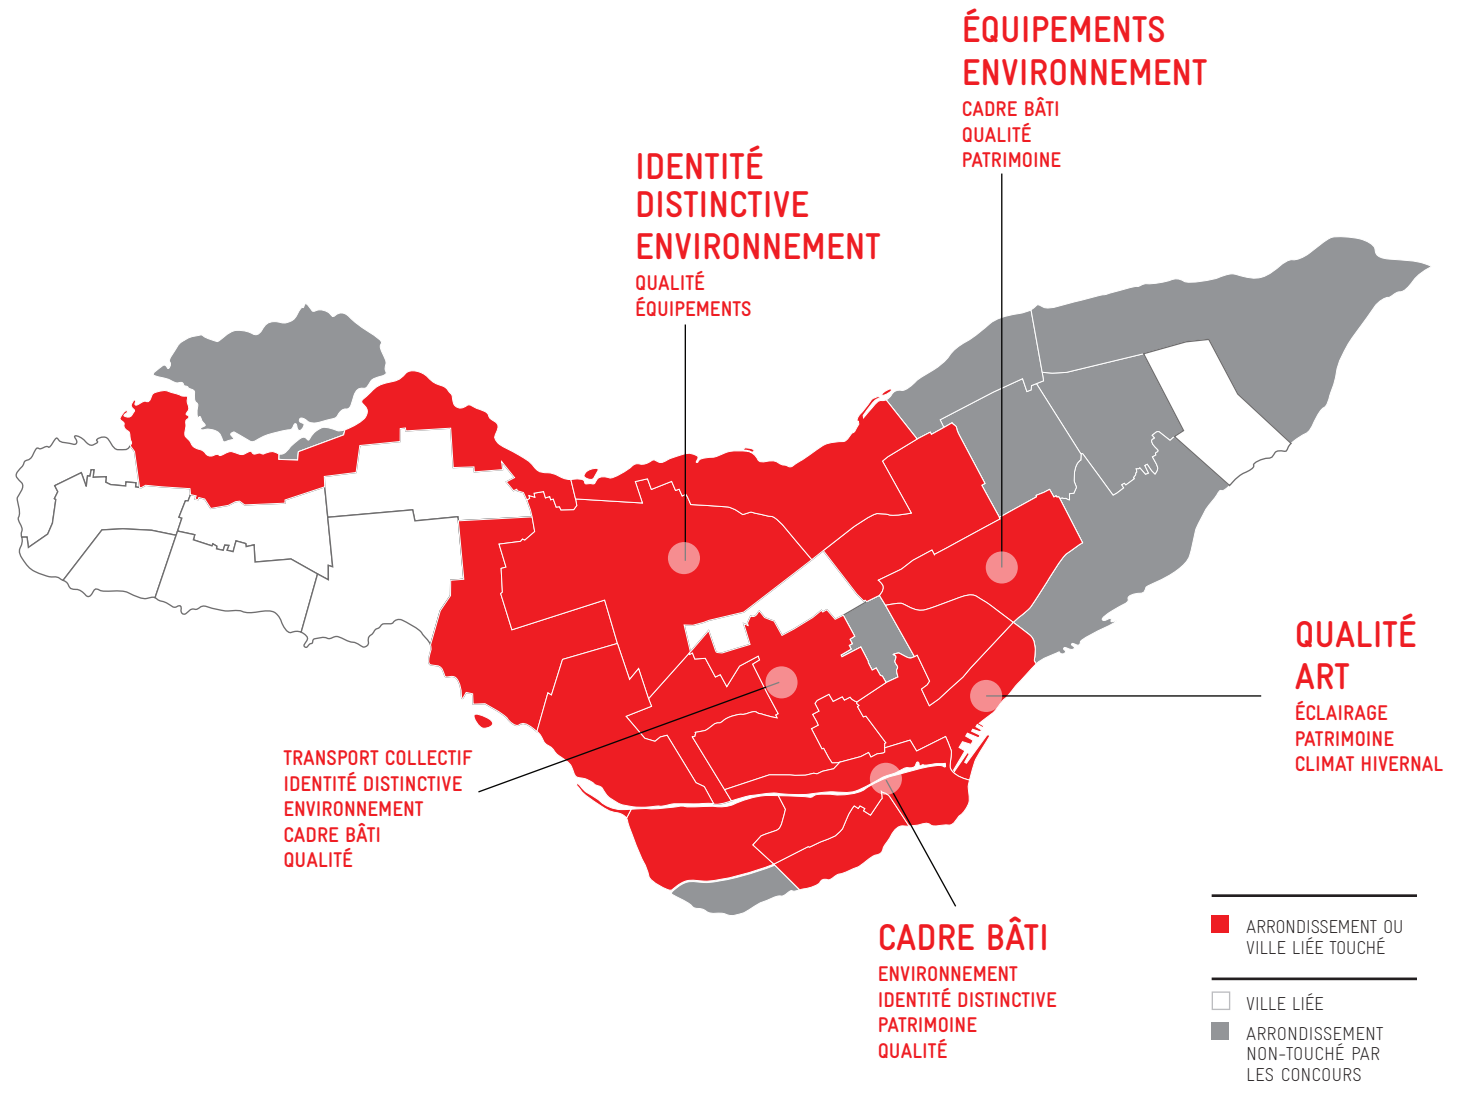 ÉQUIPEMENTS
ENVIRONNEMENT
CADRE BÂTI
QUALITÉ
PATRIMOINE
IDENTITÉ
DISTINCTIVE
ENVIRONNEMENT
QUALITÉ
ÉQUIPEMENTS
QUALITÉ
ART
ÉCLAIRAGE
PATRIMOINE
CLIMAT HIVERNAL
TRANSPORT COLLECTIF
IDENTITÉ DISTINCTIVE
ENVIRONNEMENT
CADRE BÂTI
QUALITÉ
CADRE BÂTI
ENVIRONNEMENT
IDENTITÉ DISTINCTIVE
PATRIMOINE
QUALITÉ
ARRONDISSEMENT OU
VILLE LIÉE TOUCHÉ
VILLE LIÉE
ARRONDISSEMENT
NON-TOUCHÉ PAR
LES CONCOURS